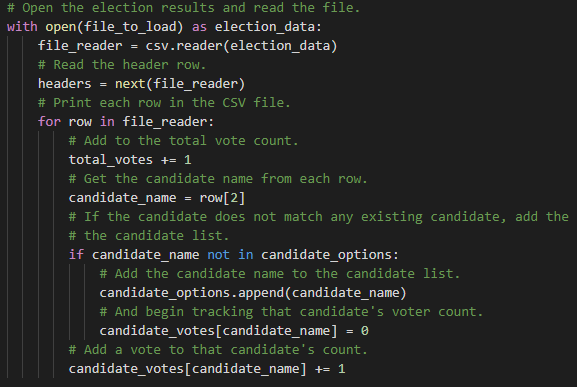 # Open the election results and read the file.
with open(file_to_load) as election_data:
    file_reader = csv.reader(election_data)
    # Read the header row.
    headers = next(file_reader)
    # Print each row in the CSV file.
    for row in file_reader:
        # Add to the total vote count.
        total_votes += 1
        # Get the candidate name from each row.
        candidate_name = row[2]
        # If the candidate does not match any existing candidate, add the
        # the candidate list.
        if candidate_name not in candidate_options:
            # Add the candidate name to the candidate list.
            candidate_options.append(candidate_name)
            # And begin tracking that candidate's voter count.
            candidate_votes[candidate_name] = 0
        # Add a vote to that candidate's count.
        candidate_votes[candidate_name] += 1